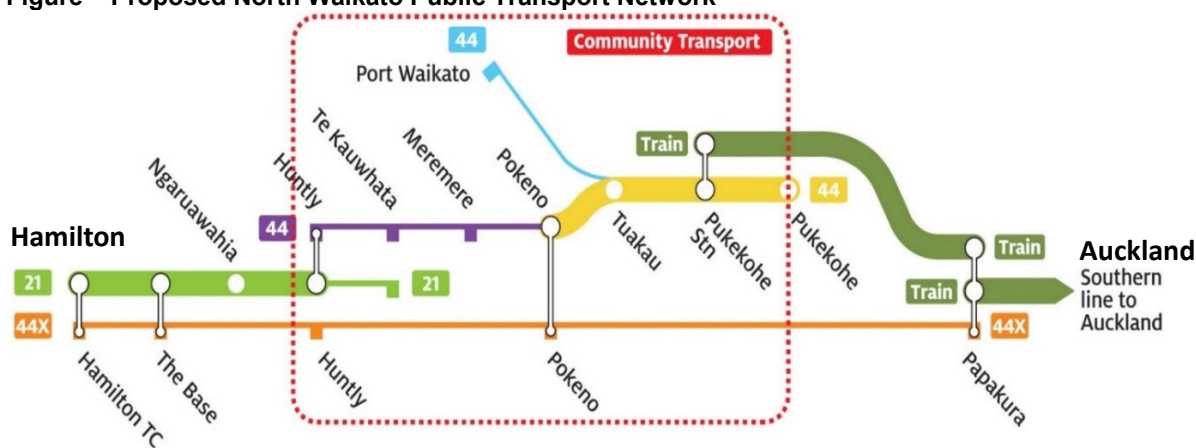 Figure Proposed North Waikato Public Transport Network
44
Community Transport
Port Waikato
Train
Huntly
Te Kauwhata
Meremere
Pokeno
Ngaruawahia
44
44
Tuakau
Pukekohe
Stn
Pukekohe
Hamilton
21
21
Train
Train
Auckland
Southern
line to
Auckland
44X
44X
Hamilton TC
The Base
Huntly
Pokeno
Papakura